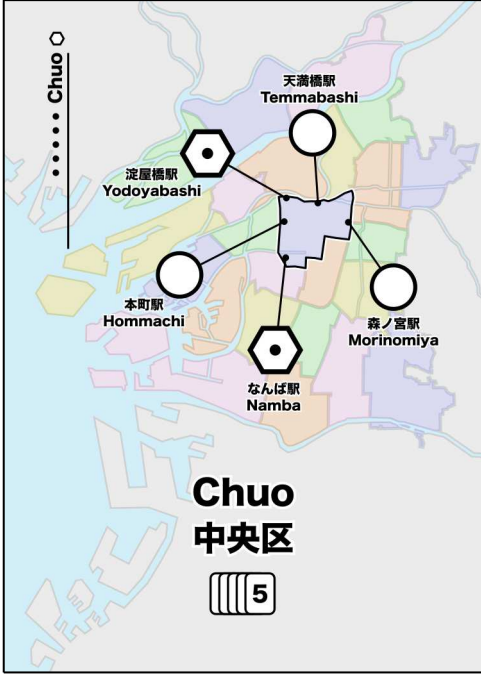 Chuo
天満橋駅
Temmabashi
淀屋橋駅
Yodoyabashi
本町駅
Hommachi
森ノ宮駅
Morinomiya
なんば駅
Namba
Chuo
中央区
5